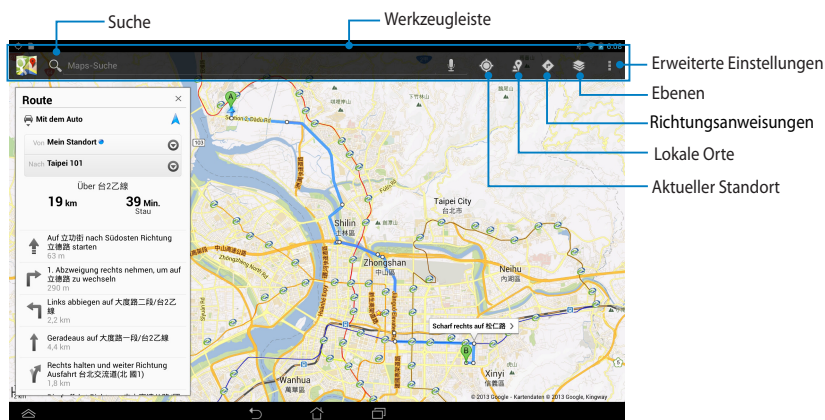 Suche
Werkzeugleiste
6:08
Maps-Suche
Erweiterte Einstellungen
Ebenen
Richtungsanweisungen
Lokale Orte
Aktueller Standort
Route
Mit dem Auto
Von Mein Standort
Nach Taipei 101
Über 台2乙線
19 km 39 Min.
Stau
Auf 立功街 nach Südosten Richtung
立德路 starten
63 m
1. Abzweigung rechts nehmen, um auf
立德路 zu wechseln
290 m
Links abbiegen auf 大度路二段/台2乙
線
2,2 km
Geradeaus auf 大度路一段/台2乙線
4,4 km
Rechts halten und weiter Richtung
Ausfahrt 台北交流道(北 國1)
1,8 km
A
103
Taipei City
台北市
Shilin
士林區
Zhongshan
中山區
Neihu
內湖區
Scharf rechts auf 松仁路
B
Xinyi
信義區
Wanhua
萬華區
© 2013 Google - Kartendaten © 2013 Google, Kingway